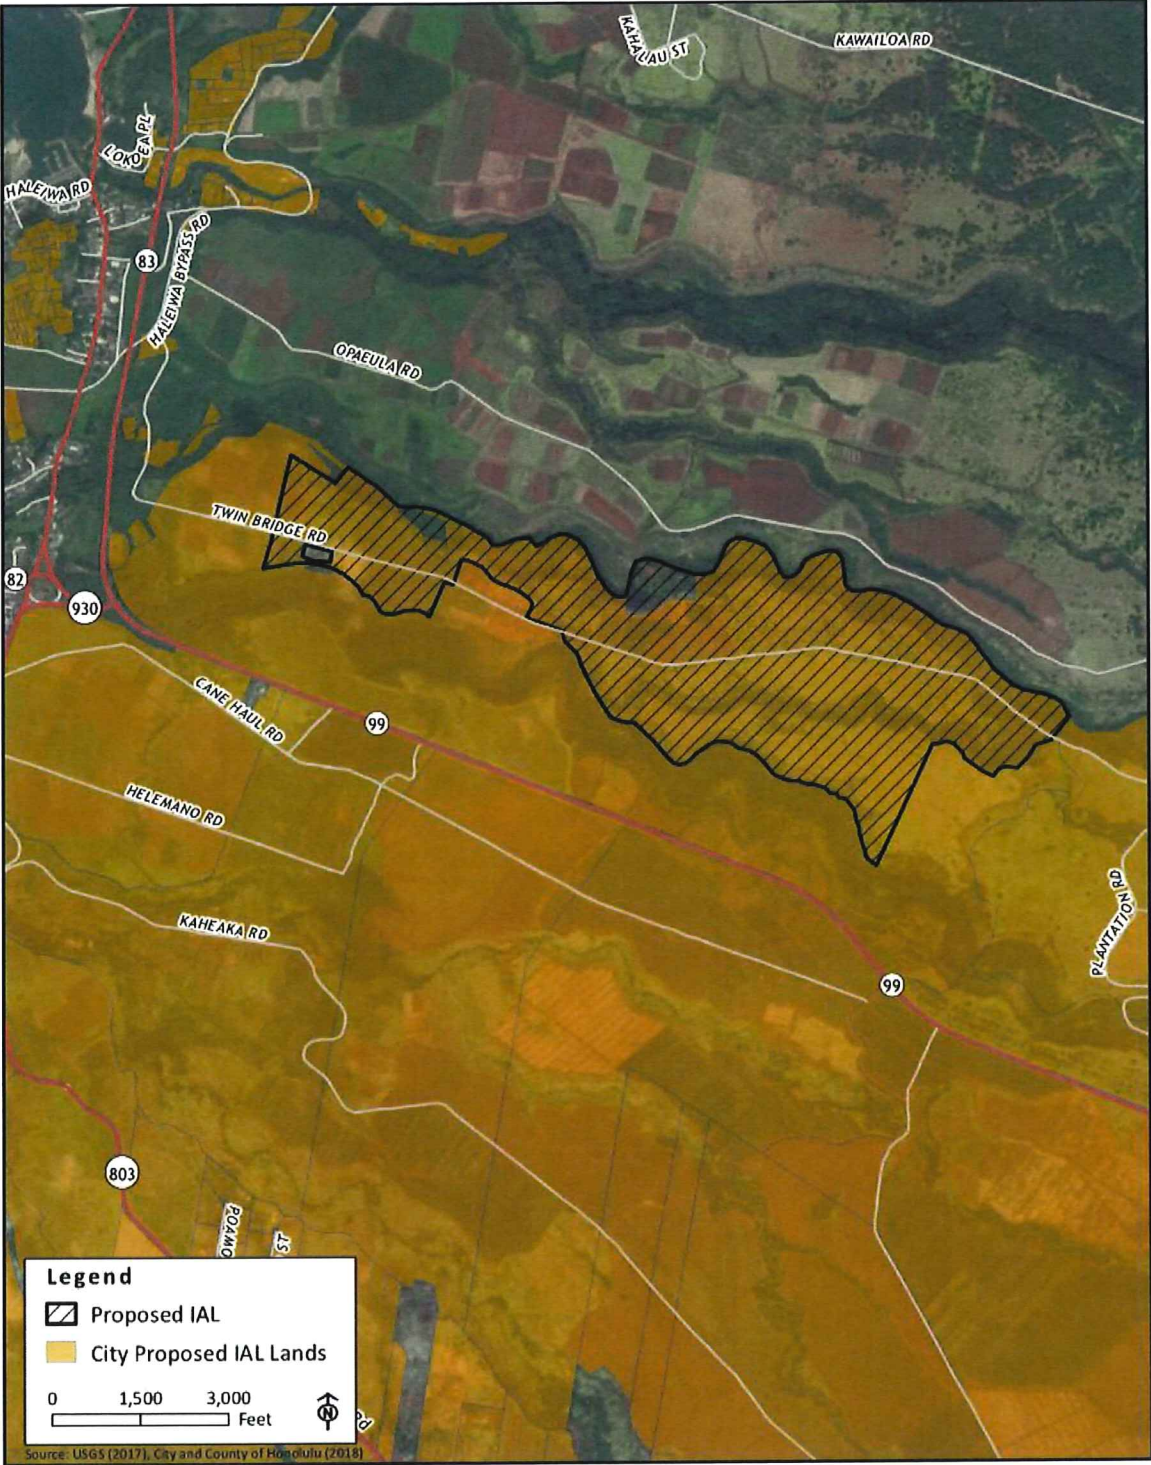 KAHALAU ST
KAWAILOA RD
LOKOEA PL
HALEIWA RD
83
HALEIWA BYPASS RD
OPAEULA RD
TWIN BRIDGE RD
82
930
CANE HAUL RD
99
HELEMANO RD
PLANTATION RD
KAHEAKA RD
99
803
POAMO
ST
Legend
Proposed IAL
City Proposed IAL Lands
0 1,500 3,000
Feet
N
Rd
Source: USGS (2017), City and County of Honolulu (2018)